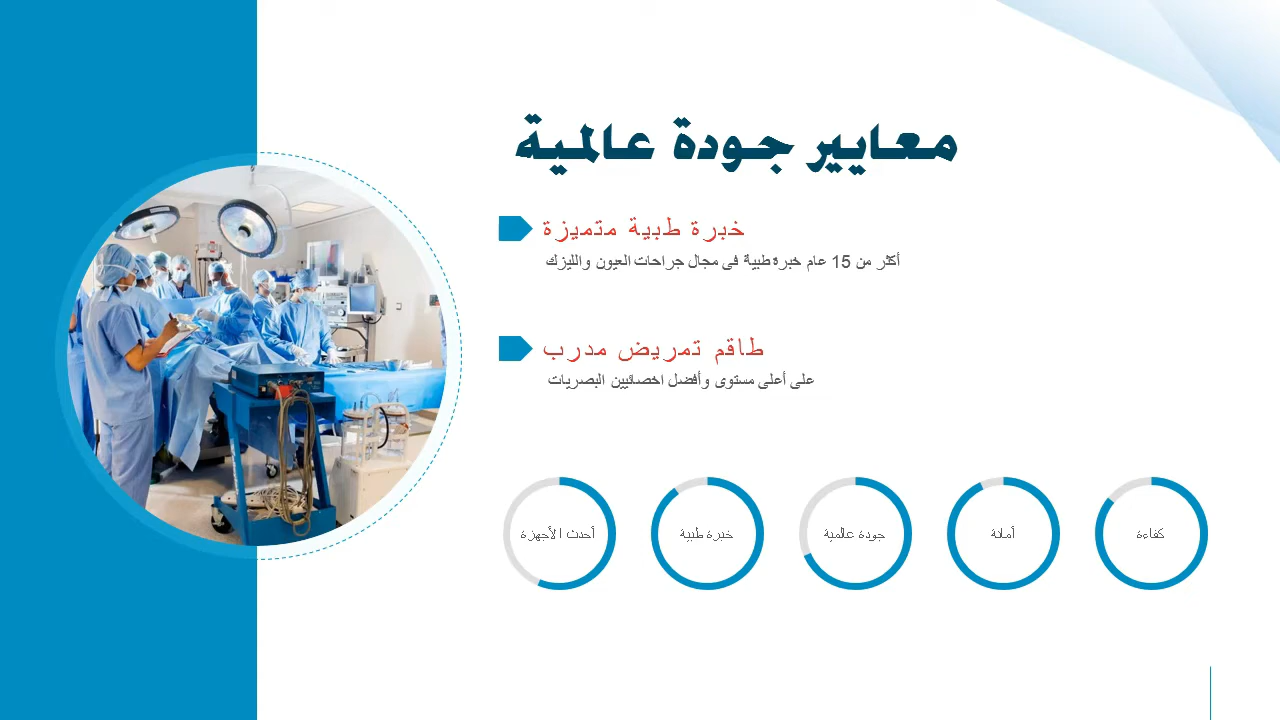 معايير جودة عالمية
خبرة طبية متميزة
أكثر من 15 عام خبرة طبية فى مجال جراحات العيون والليزك
طاقم تمريض مدرب
على أعلى مستوى وأفضل اخصائيين البصريات
كفاءة
أمانة
جودة عالمية
خبرة طبية
أحدث الأجهزة